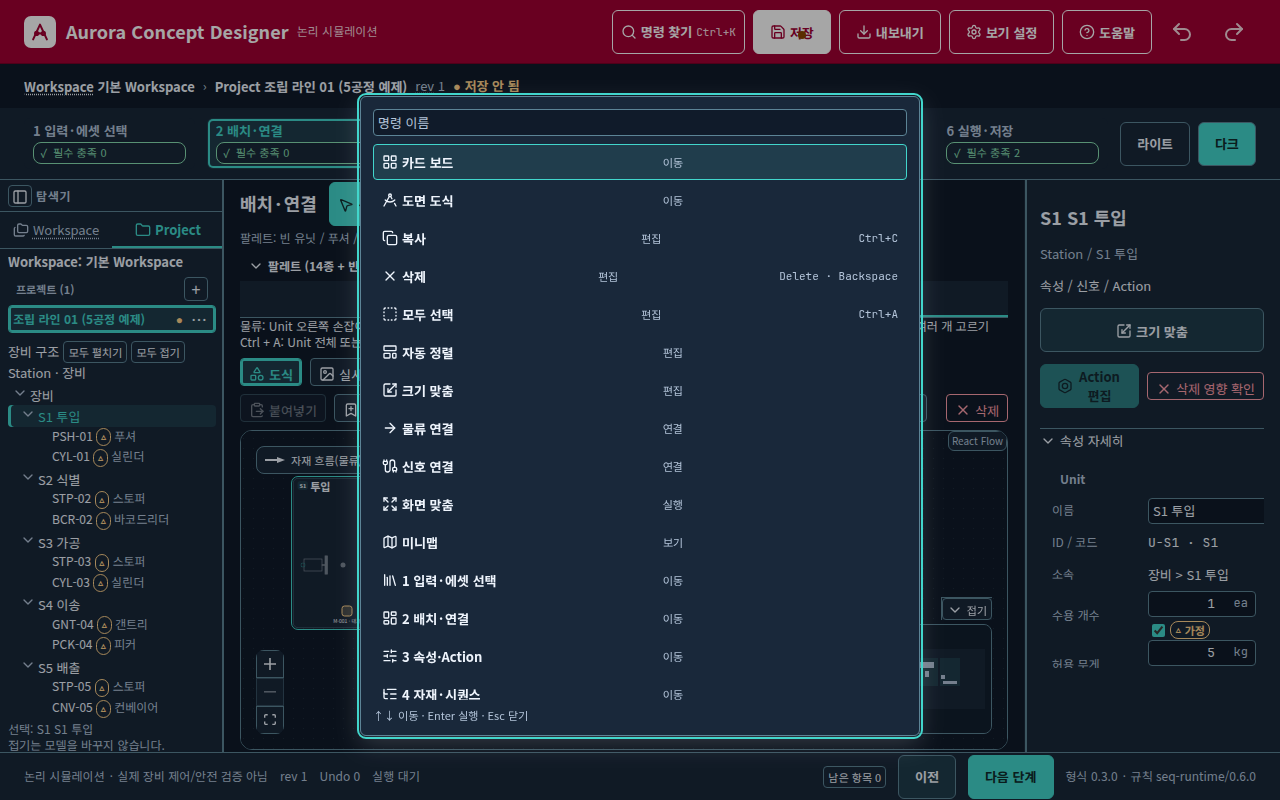 Aurora Concept Designer 논리 시뮬레이션
명령 찾기 Ctrl+K
저장
내보내기
보기 설정
도움말
Workspace 기본 Workspace › Project 조립 라인 01 (5공정 예제) rev 1 ● 저장 안 됨
1 입력·에셋 선택
✓ 필수 충족 0
2 배치·연결
✓ 필수 충족 0
6 실행·저장
✓ 필수 충족 2
라이트
다크
탐색기
Workspace
Project
Workspace: 기본 Workspace
프로젝트 (1)
조립 라인 01 (5공정 예제)
장비 구조 모두 펼치기 모두 접기
Station · 장비
장비
S1 투입
PSH-01 푸셔
CYL-01 실린더
S2 식별
STP-02 스토퍼
BCR-02 바코드리더
S3 가공
STP-03 스토퍼
CYL-03 실린더
S4 이송
GNT-04 갠트리
PCK-04 피커
S5 배출
STP-05 스토퍼
CNV-05 컨베이어
선택: S1 S1 투입
접기는 모델을 바꾸지 않습니다.
배치·연결
팔레트: 빈 유닛 / 푸셔 /
팔레트 (14종 + 빈
물류: Unit 오른쪽 손잡이
Ctrl + A: Unit 전체 또는
여러 개 고르기
도식
실시
붙여넣기
삭제
React Flow
자재 흐름(물류
S1 투입
접기
명령 이름
카드 보드 이동
도면 도식 이동
복사 편집 Ctrl+C
삭제 편집 Delete · Backspace
모두 선택 편집 Ctrl+A
자동 정렬 편집
크기 맞춤 편집
물류 연결 연결
신호 연결 연결
화면 맞춤 실행
미니맵 보기
1 입력·에셋 선택 이동
2 배치·연결 이동
3 속성·Action 이동
4 자재·시퀀스 이동
↑↓ 이동 · Enter 실행 · Esc 닫기
S1 S1 투입
Station / S1 투입
속성 / 신호 / Action
크기 맞춤
Action 편집
삭제 영향 확인
속성 자세히
Unit
이름 S1 투입
ID / 코드 U-S1 · S1
소속 장비 > S1 투입
수용 개수 1 ea
가정
허용 무게 5 kg
논리 시뮬레이션 · 실제 장비 제어/안전 검증 아님 rev 1 Undo 0 실행 대기
남은 항목 0
이전
다음 단계
형식 0.3.0 · 규칙 seq-runtime/0.6.0